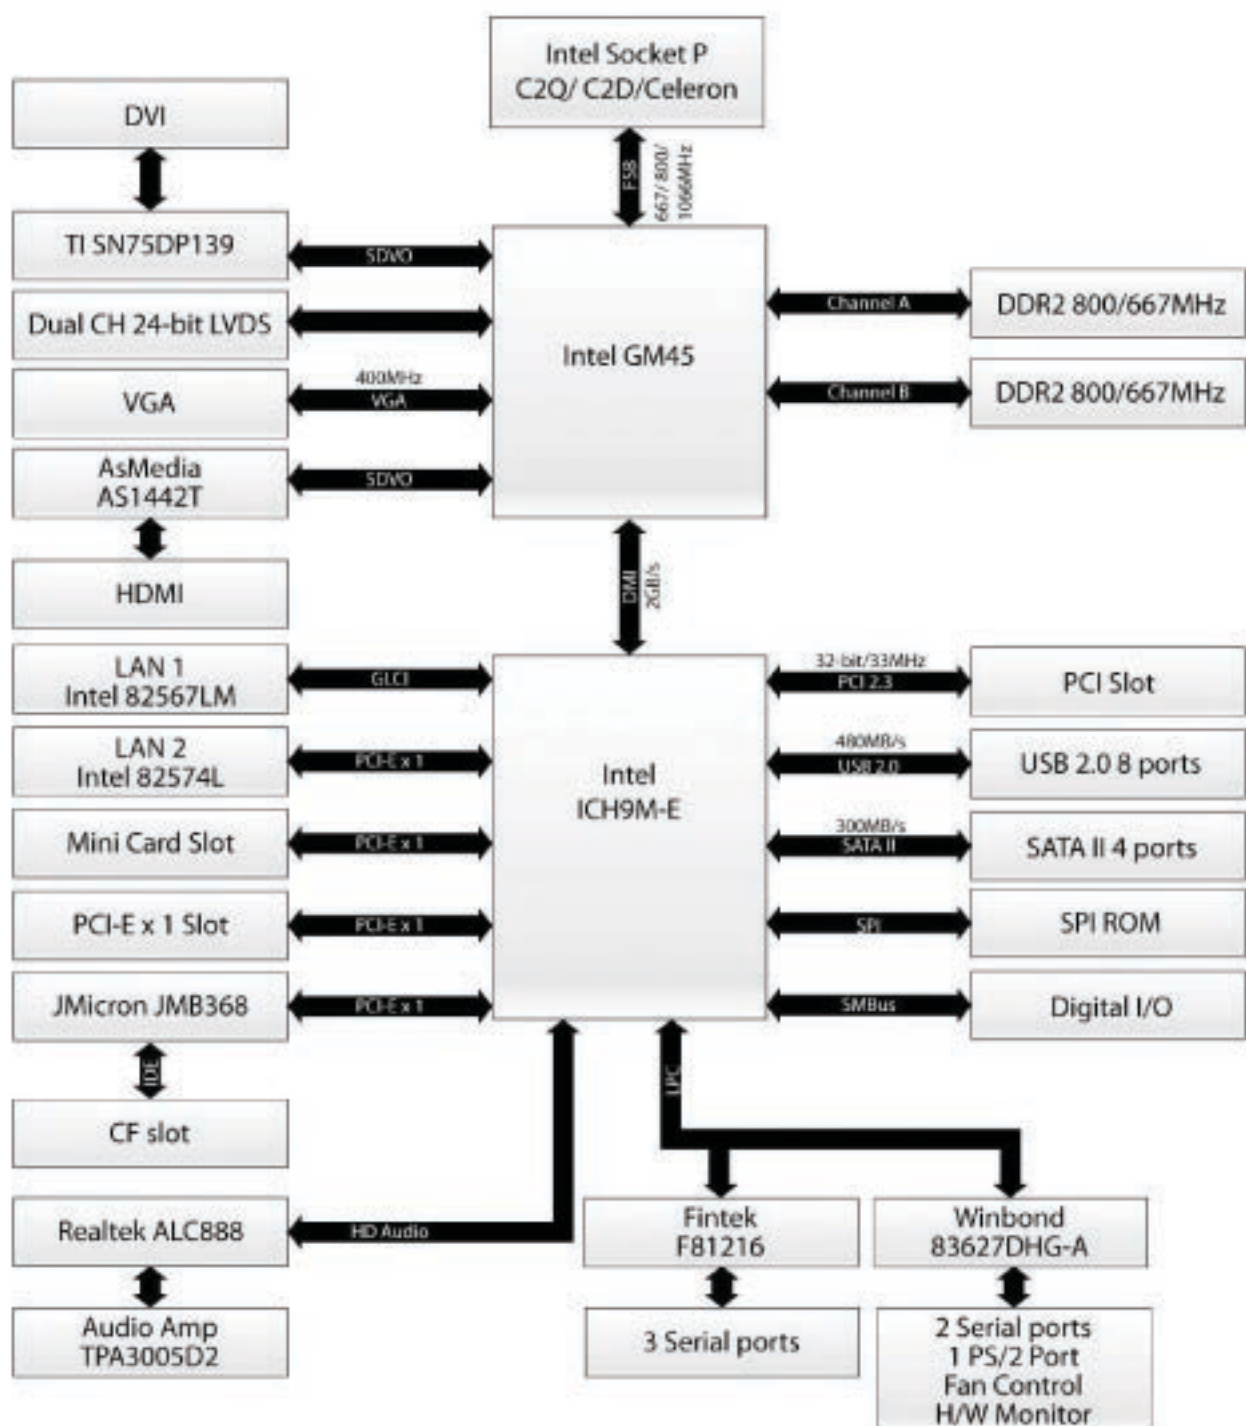 Intel Socket P
C2Q/ C2D/Celeron
DVI
FSB
667/ 800/
1066MHz
TI SN75DP139
SDVO
Dual CH 24-bit LVDS
Intel GM45
Channel A
DDR2 800/667MHz
VGA
400MHz
VGA
Channel B
DDR2 800/667MHz
AsMedia
AS1442T
SDVO
HDMI
DMI
2GB/s
LAN 1
Intel 82567LM
GLCI
32-bit/33MHz
PCI 2.3
PCI Slot
LAN 2
Intel 82574L
PCI-E x 1
Intel
ICH9M-E
480MB/s
USB 2.0
USB 2.0 8 ports
Mini Card Slot
PCI-E x 1
300MB/s
SATA II
SATA II 4 ports
PCI-E x 1 Slot
PCI-E x 1
SPI
SPI ROM
JMicron JMB368
PCI-E x 1
SMBus
Digital I/O
IDE
LPC
CF slot
Realtek ALC888
HD Audio
Fintek
F81216
Winbond
83627DHG-A
Audio Amp
TPA3005D2
3 Serial ports
2 Serial ports
1 PS/2 Port
Fan Control
H/W Monitor